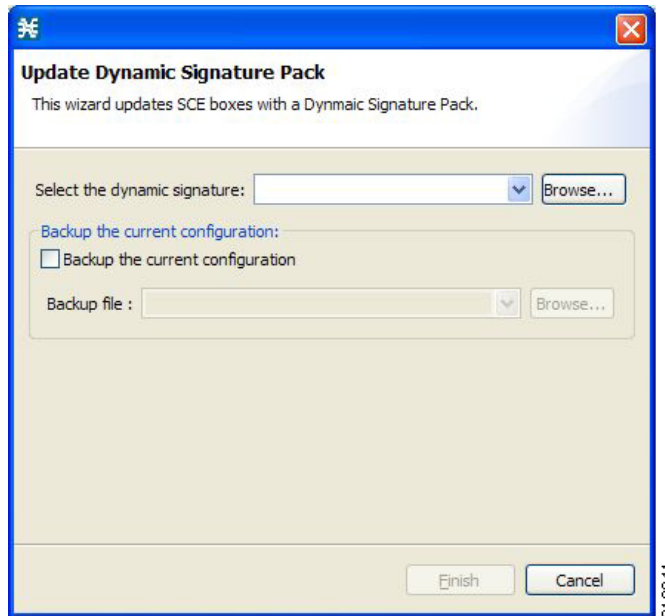 Update Dynamic Signature Pack
This wizard updates SCE boxes with a Dynmaic Signature Pack.
Select the dynamic signature:
Browse...
Backup the current configuration:
Backup the current configuration
Backup file :
Browse...
Finish
Cancel